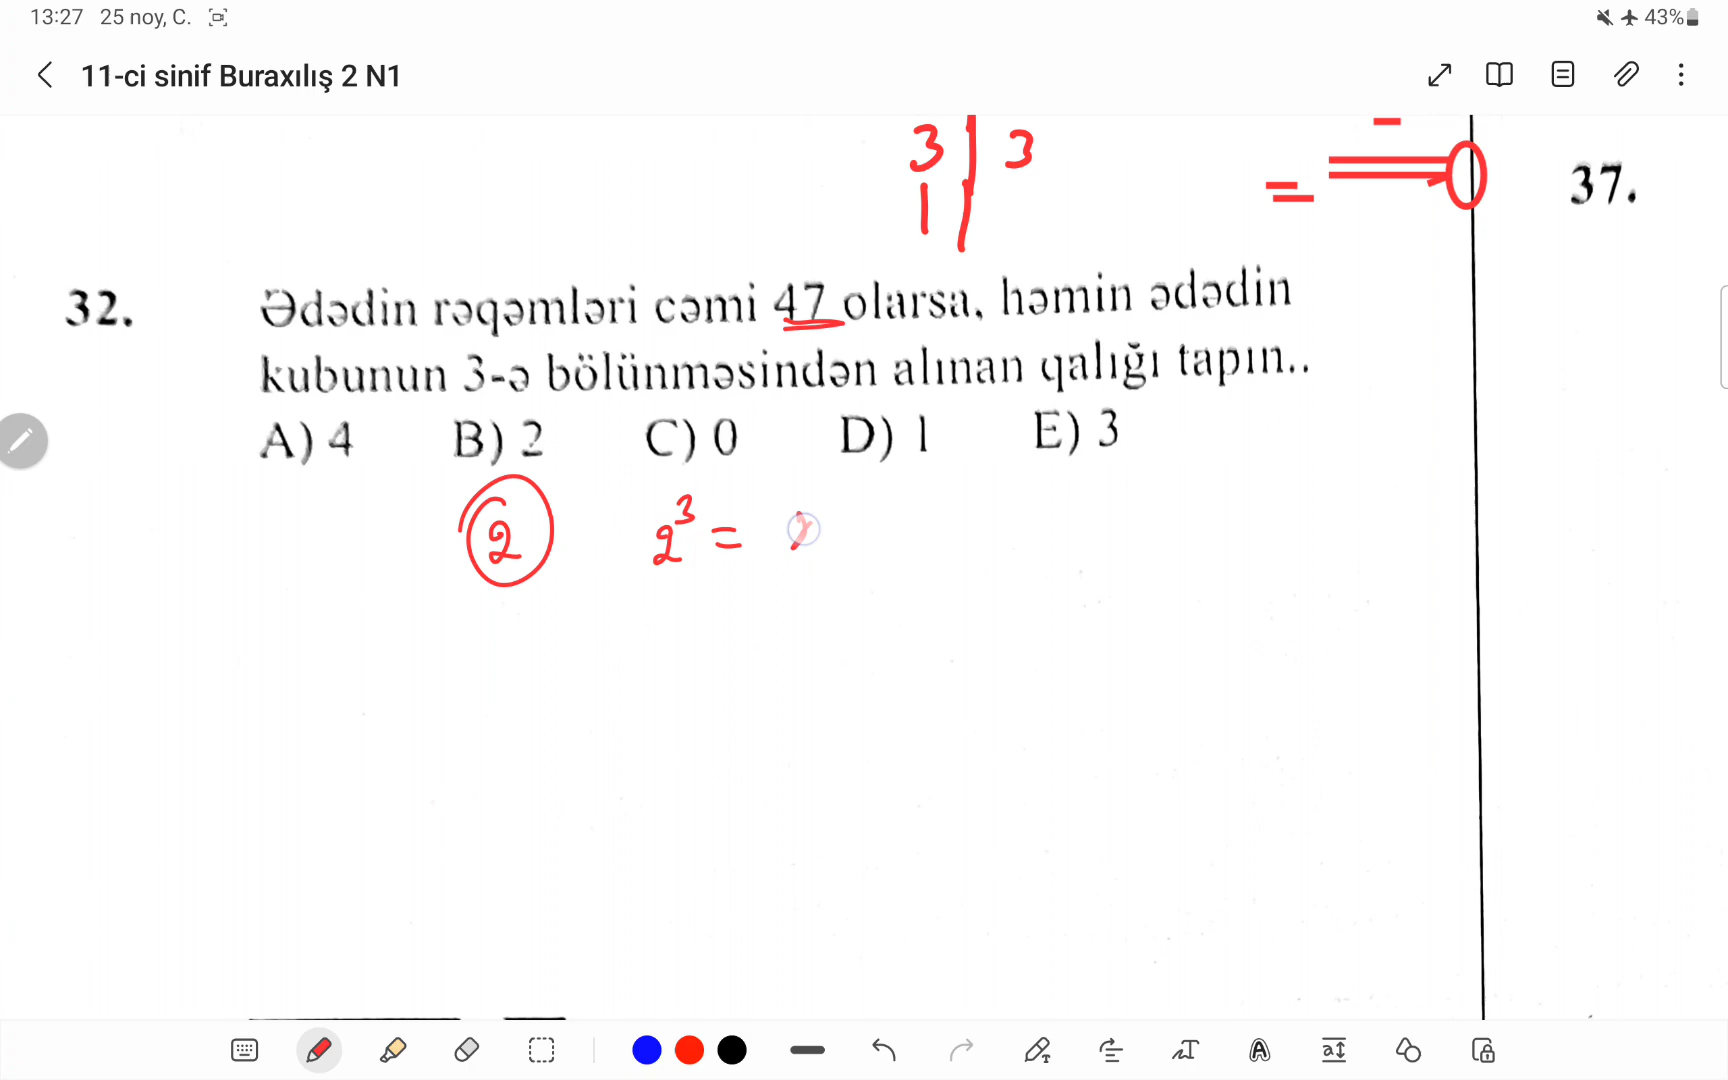 13:27 25 noy, C. 43%
11-ci sinif Buraxılış 2 N1
3 | 3
1
=
37.
32. Ədədin rəqəmləri cəmi 47 olarsa, həmin ədədin
kubunun 3-ə bölünməsindən alınan qalığı tapın..
A) 4 B) 2 C) 0 D) 1 E) 3
2 2³ =